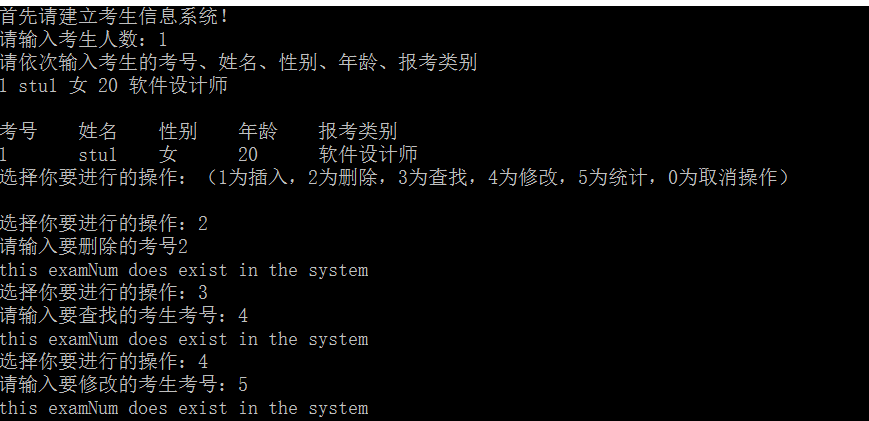 首先请建立考生信息系统！
请输入考生人数：1
请依次输入考生的考号、姓名、性别、年龄、报考类别
1 stu1 女 20 软件设计师
考号 姓名 性别 年龄 报考类别
1 stu1 女 20 软件设计师
选择你要进行的操作：（1为插入，2为删除，3为查找，4为修改，5为统计，0为取消操作）
选择你要进行的操作：2
请输入要删除的考号2
this examNum does exist in the system
选择你要进行的操作：3
请输入要查找的考生考号：4
this examNum does exist in the system
选择你要进行的操作：4
请输入要修改的考生考号：5
this examNum does exist in the system